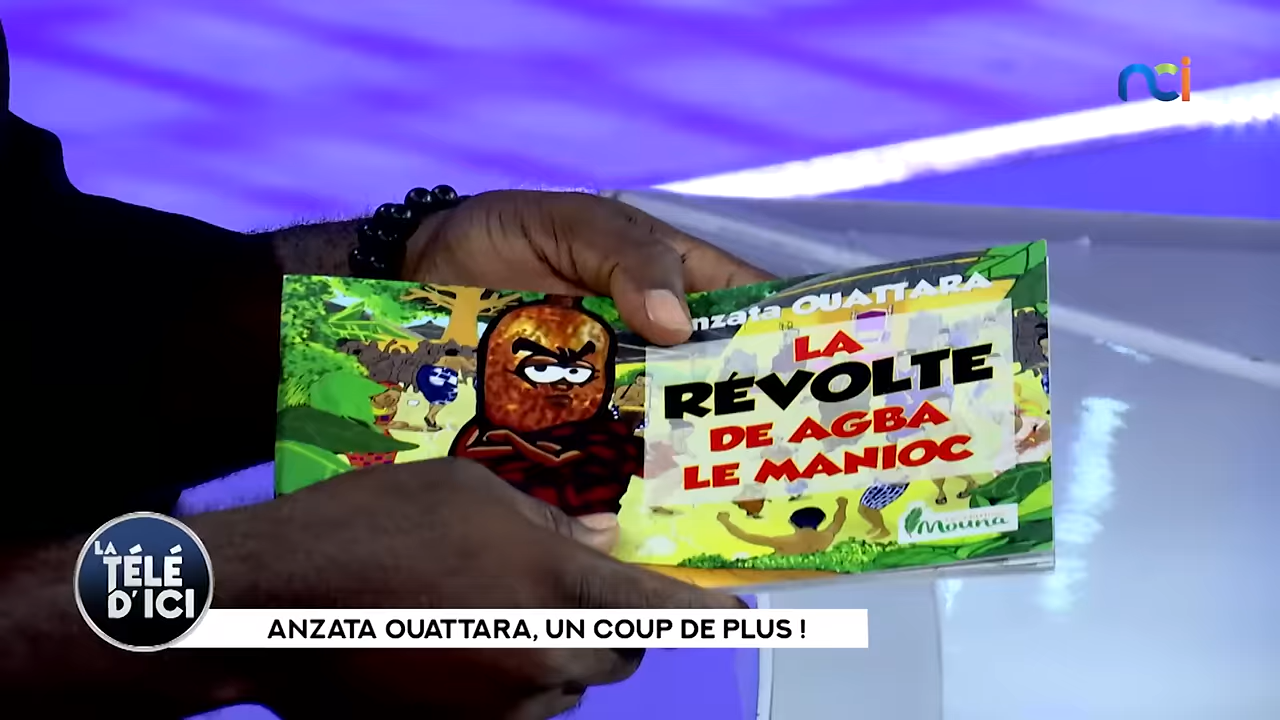 nci
nzata OUATTARA
LA
RÉVOLTE
DE AGBA
LE MANIOC
Mouna
LA
TÉLÉ
D'ICI
ANZATA OUATTARA, UN COUP DE PLUS !